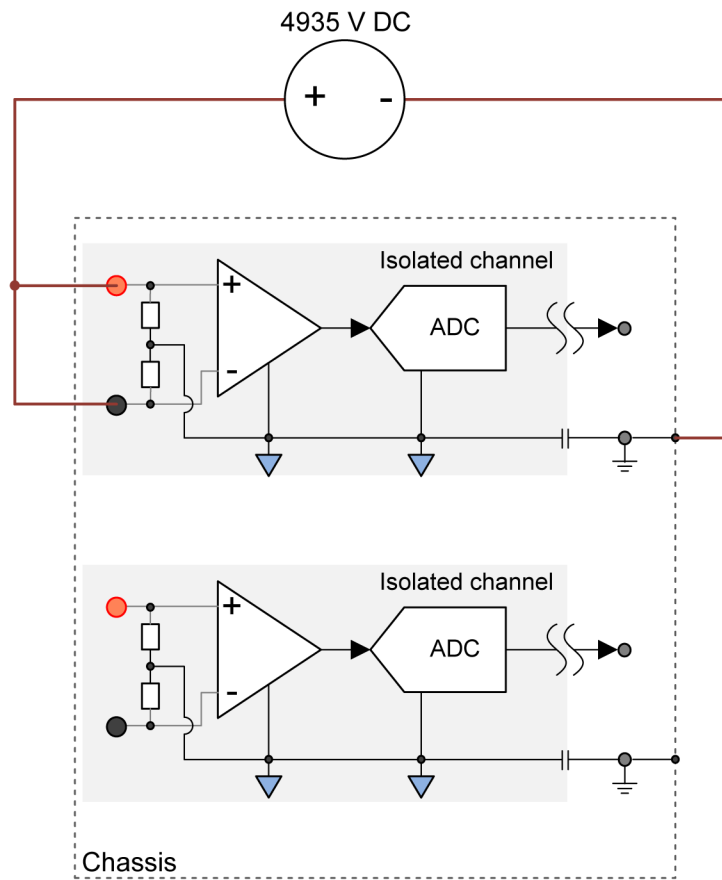 4935 V DC
+ -
Isolated channel
+
ADC
-
Isolated channel
+
ADC
-
Chassis